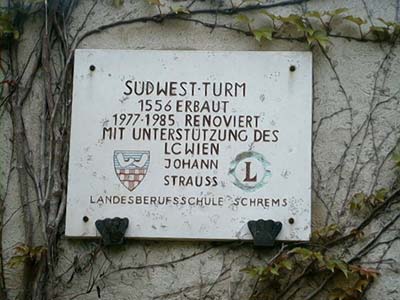 SÜDWEST-TURM
1556 ERBAUT
1977-1985 RENOVIERT
MIT UNTERSTÜTZUNG DES
LC WIEN
JOHANN
STRAUSS
L
LANDESBERUFSSCHULE SCHREMS